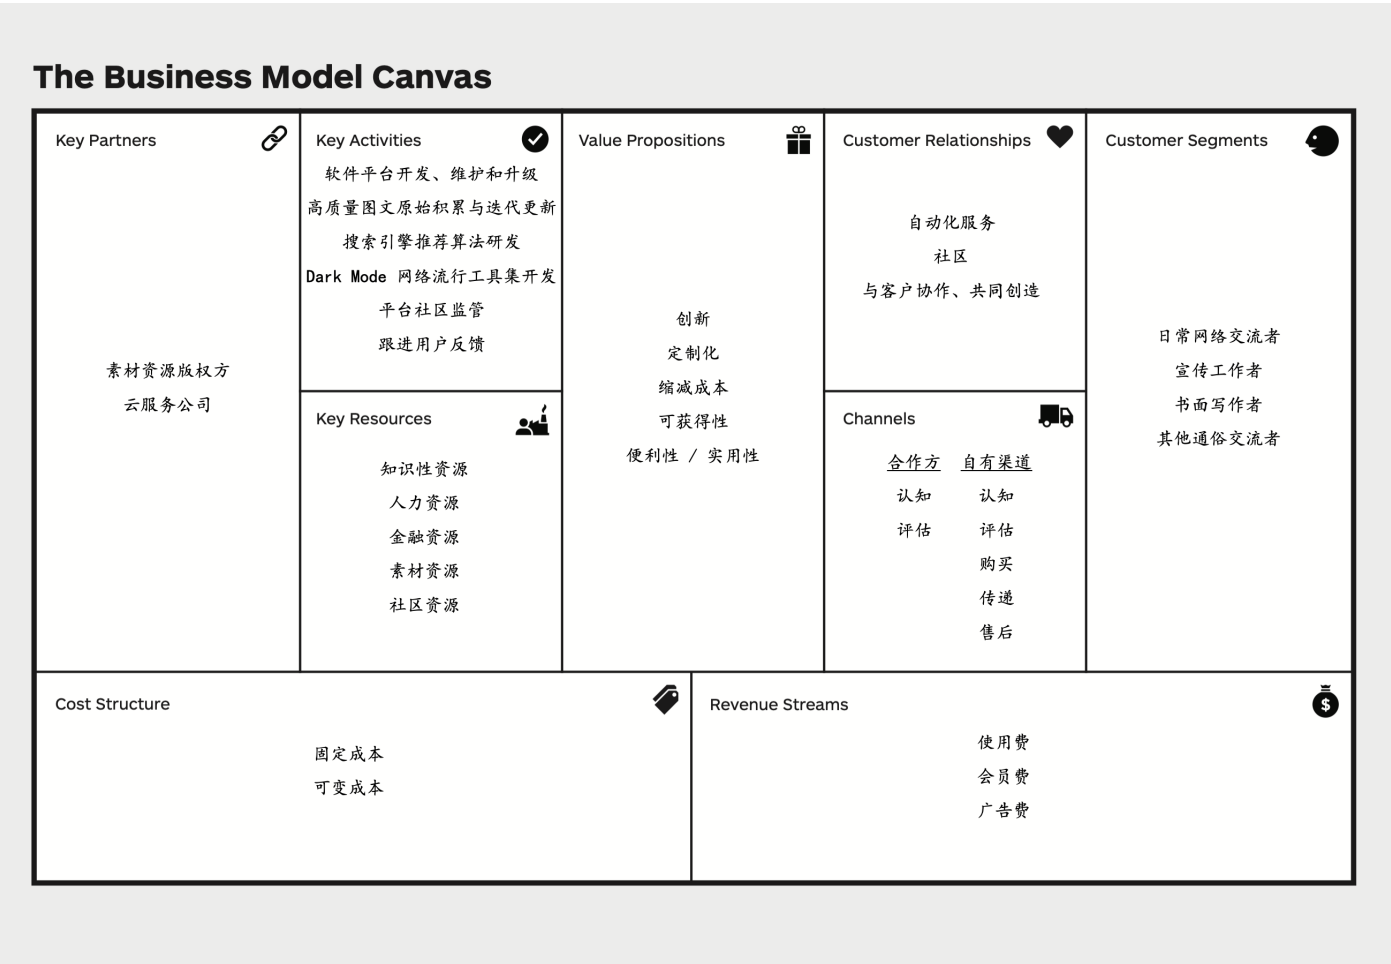 The Business Model Canvas
Key Partners
素材资源版权方
云服务公司
Key Activities
软件平台开发、维护和升级
高质量图文原始积累与迭代更新
搜索引擎推荐算法研发
Dark Mode 网络流行工具集开发
平台社区监管
跟进用户反馈
Key Resources
知识性资源
人力资源
金融资源
素材资源
社区资源
Value Propositions
创新
定制化
缩减成本
可获得性
便利性 / 实用性
Customer Relationships
自动化服务
社区
与客户协作、共同创造
Channels
合作方 自有渠道
认知 认知
评估 评估
购买
传递
售后
Customer Segments
日常网络交流者
宣传工作者
书面写作者
其他通俗交流者
Cost Structure
固定成本
可变成本
Revenue Streams
$
使用费
会员费
广告费